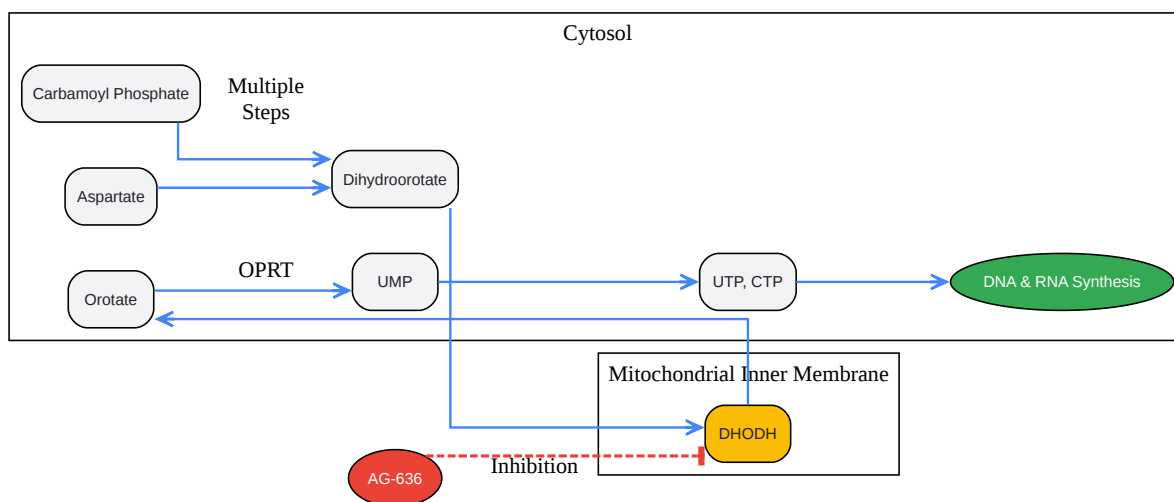 Cytosol
Carbamoyl Phosphate
Multiple
Steps
Dihydroorotate
Aspartate
OPRT
Orotate
UMP
UTP, CTP
DNA & RNA Synthesis
Mitochondrial Inner Membrane
DHODH
Inhibition
AG-636